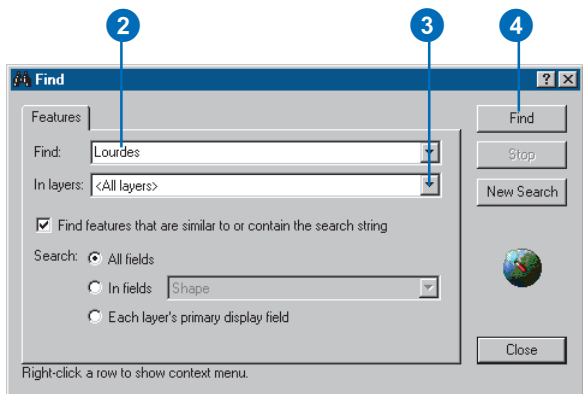 2 3 4
Find
Features
Find: Lourdes
In layers: <All layers>
Find features that are similar to or contain the search string
Search: All fields
In fields Shape
Each layer's primary display field
Right-click a row to show context menu.
Find
Stop
New Search
Close